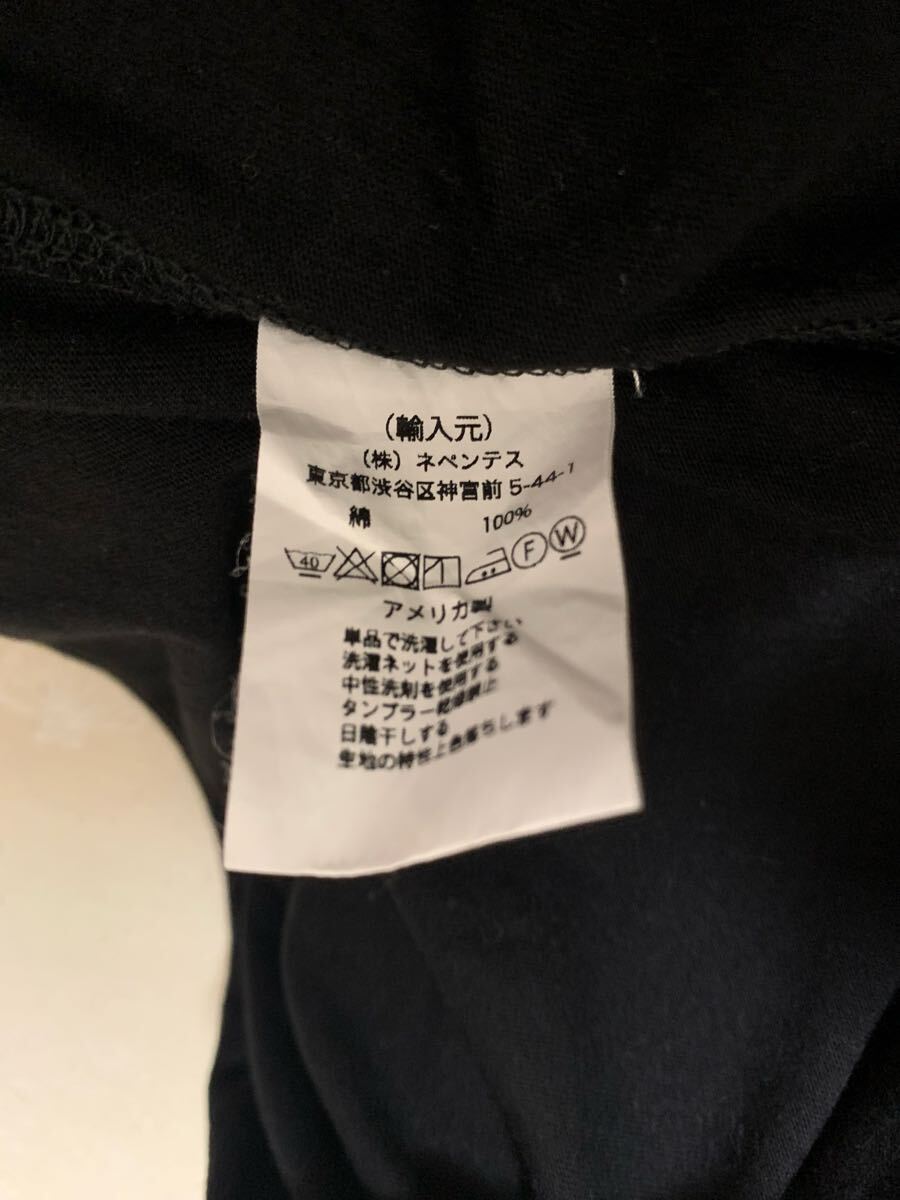 (輸入元)
(株) ネペンテス
東京都渋谷区神宮前 5-44-1
綿 100%
40 F W
アメリカ製
単品で洗濯して下さい
洗濯ネットを使用する
中性洗剤を使用する
タンブラー乾燥禁止
日陰干しする
生地の特性上色落ちします